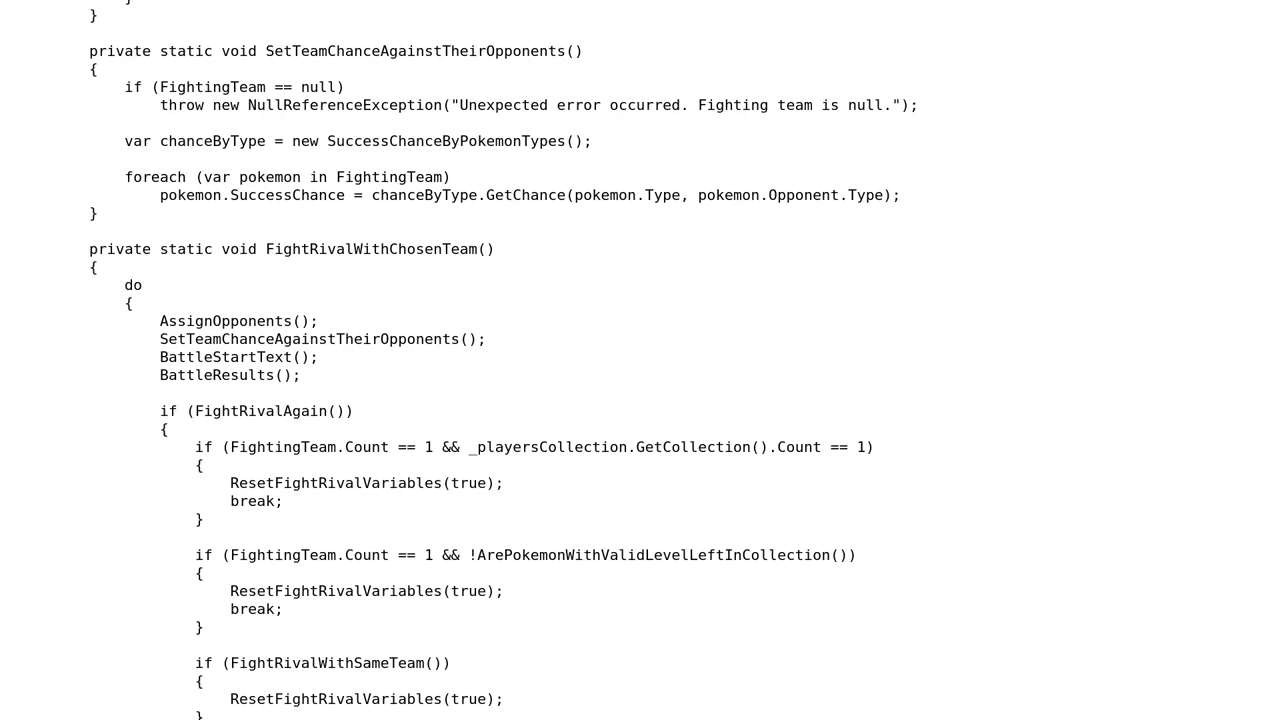 }
}

private static void SetTeamChanceAgainstTheirOpponents()
{
    if (FightingTeam == null)
        throw new NullReferenceException("Unexpected error occurred. Fighting team is null.");

    var chanceByType = new SuccessChanceByPokemonTypes();

    foreach (var pokemon in FightingTeam)
        pokemon.SuccessChance = chanceByType.GetChance(pokemon.Type, pokemon.Opponent.Type);
}

private static void FightRivalWithChosenTeam()
{
    do
    {
        AssignOpponents();
        SetTeamChanceAgainstTheirOpponents();
        BattleStartText();
        BattleResults();

        if (FightRivalAgain())
        {
            if (FightingTeam.Count == 1 && _playersCollection.GetCollection().Count == 1)
            {
                ResetFightRivalVariables(true);
                break;
            }

            if (FightingTeam.Count == 1 && !ArePokemonWithValidLevelLeftInCollection())
            {
                ResetFightRivalVariables(true);
                break;
            }

            if (FightRivalWithSameTeam())
            {
                ResetFightRivalVariables(true);
            }